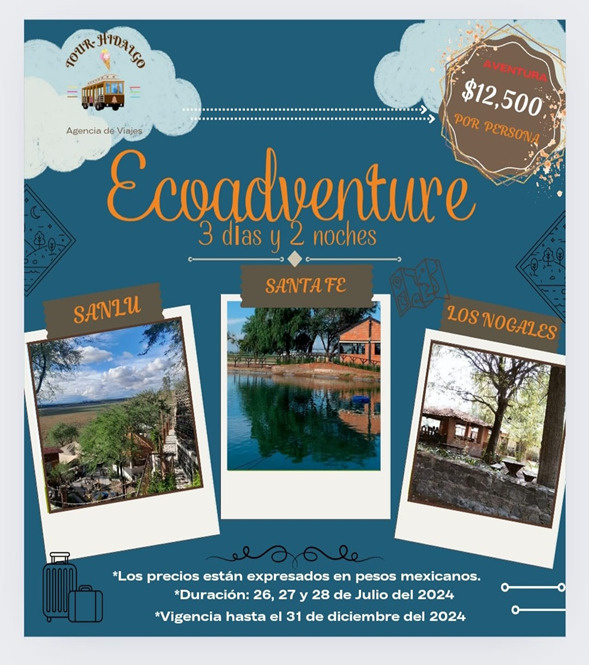 TOUR HIDALGO
Agencia de Viajes
AVENTURA
$12,500
POR PERSONA
Ecoadventure
3 días y 2 noches
SANLU
SANTA FE
LOS NOGALES
*Los precios están expresados en pesos mexicanos.
*Duración: 26, 27 y 28 de Julio del 2024
*Vigencia hasta el 31 de diciembre del 2024